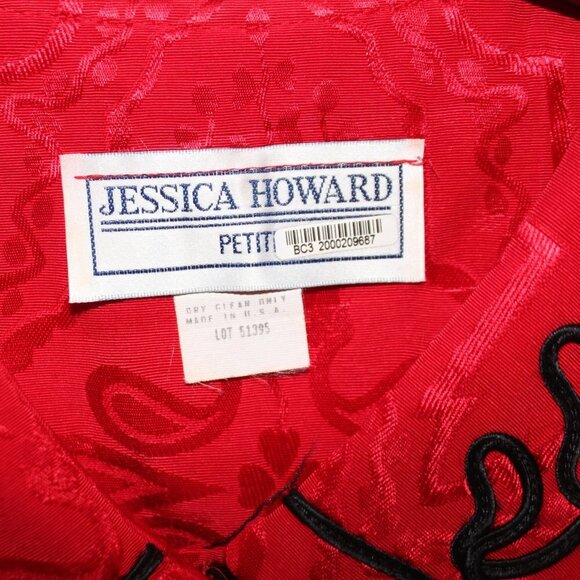 JESSICA HOWARD
PETIT
BC3 2000209687
DRY CLEAN ONLY
MADE IN U.S.A.
LOT 51395